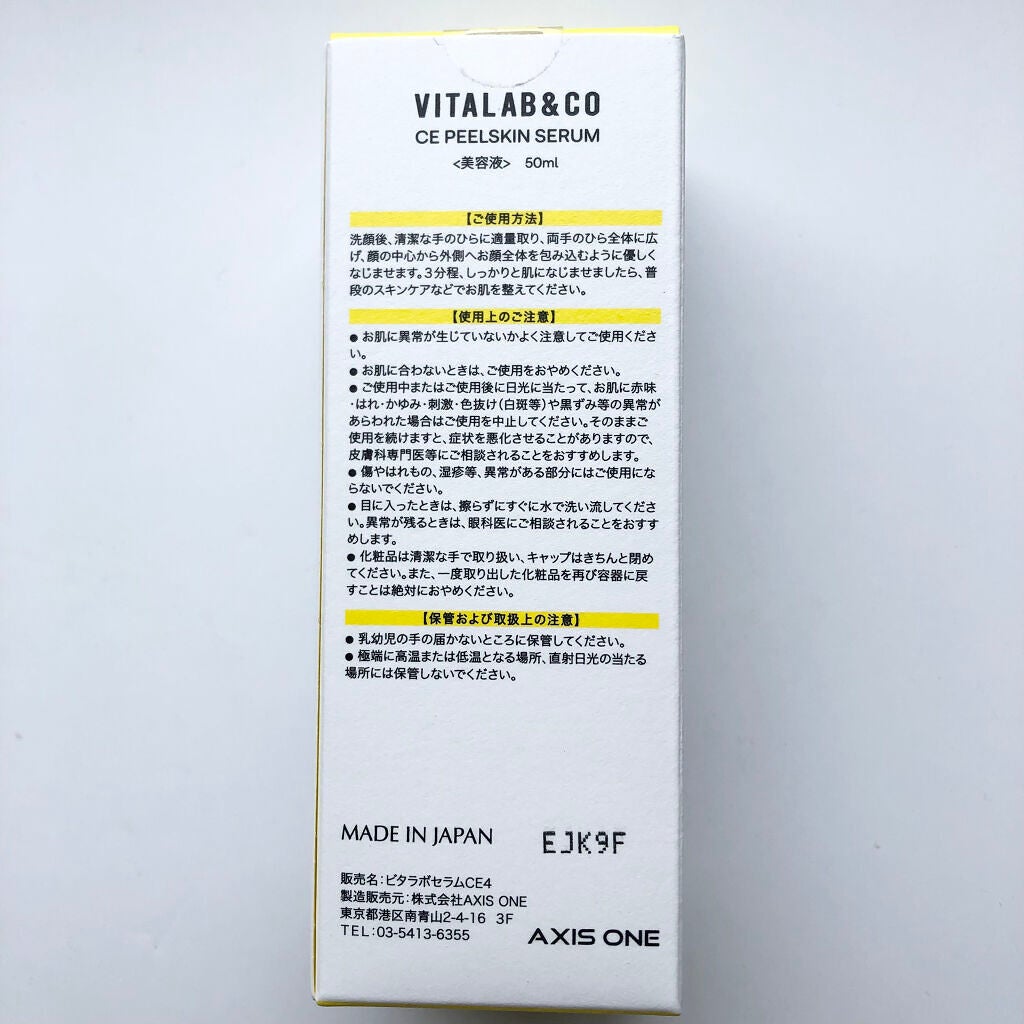 VITALAB&CO
CE PEELSKIN SERUM
<美容液> 50ml
【ご使用方法】
洗顔後、清潔な手のひらに適量取り、両手のひら全体に広
げ、顔の中心から外側へお顔全体を包み込むように優しく
なじませます。3分程、しっかりと肌になじませましたら、普
段のスキンケアなどでお肌を整えてください。
【使用上のご注意】
● お肌に異常が生じていないかよく注意してご使用くださ
い。
● お肌に合わないときは、ご使用をおやめください。
● ご使用中またはご使用後に日光に当たって、お肌に赤味
・はれ・かゆみ・刺激・色抜け(白斑等)や黒ずみ等の異常が
あらわれた場合はご使用を中止してください。そのままご
使用を続けますと、症状を悪化させることがありますので、
皮膚科専門医等にご相談されることをおすすめします。
● 傷やはれもの、湿疹等、異常がある部分にはご使用にな
らないでください。
● 目に入ったときは、擦らずにすぐに水で洗い流してくださ
い。異常が残るときは、眼科医にご相談されることをおすす
めします。
● 化粧品は清潔な手で取り扱い、キャップはきちんと閉め
てください。また、一度取り出した化粧品を再び容器に戻
すことは絶対におやめください。
【保管および取扱上の注意】
● 乳幼児の手の届かないところに保管してください。
● 極端に高温または低温となる場所、直射日光の当たる
場所には保管しないでください。
MADE IN JAPAN
EJK9F
販売名:ビタラボセラムCE4
製造販売元:株式会社AXIS ONE
東京都港区南青山2-4-16 3F
TEL:03-5413-6355
AXIS ONE